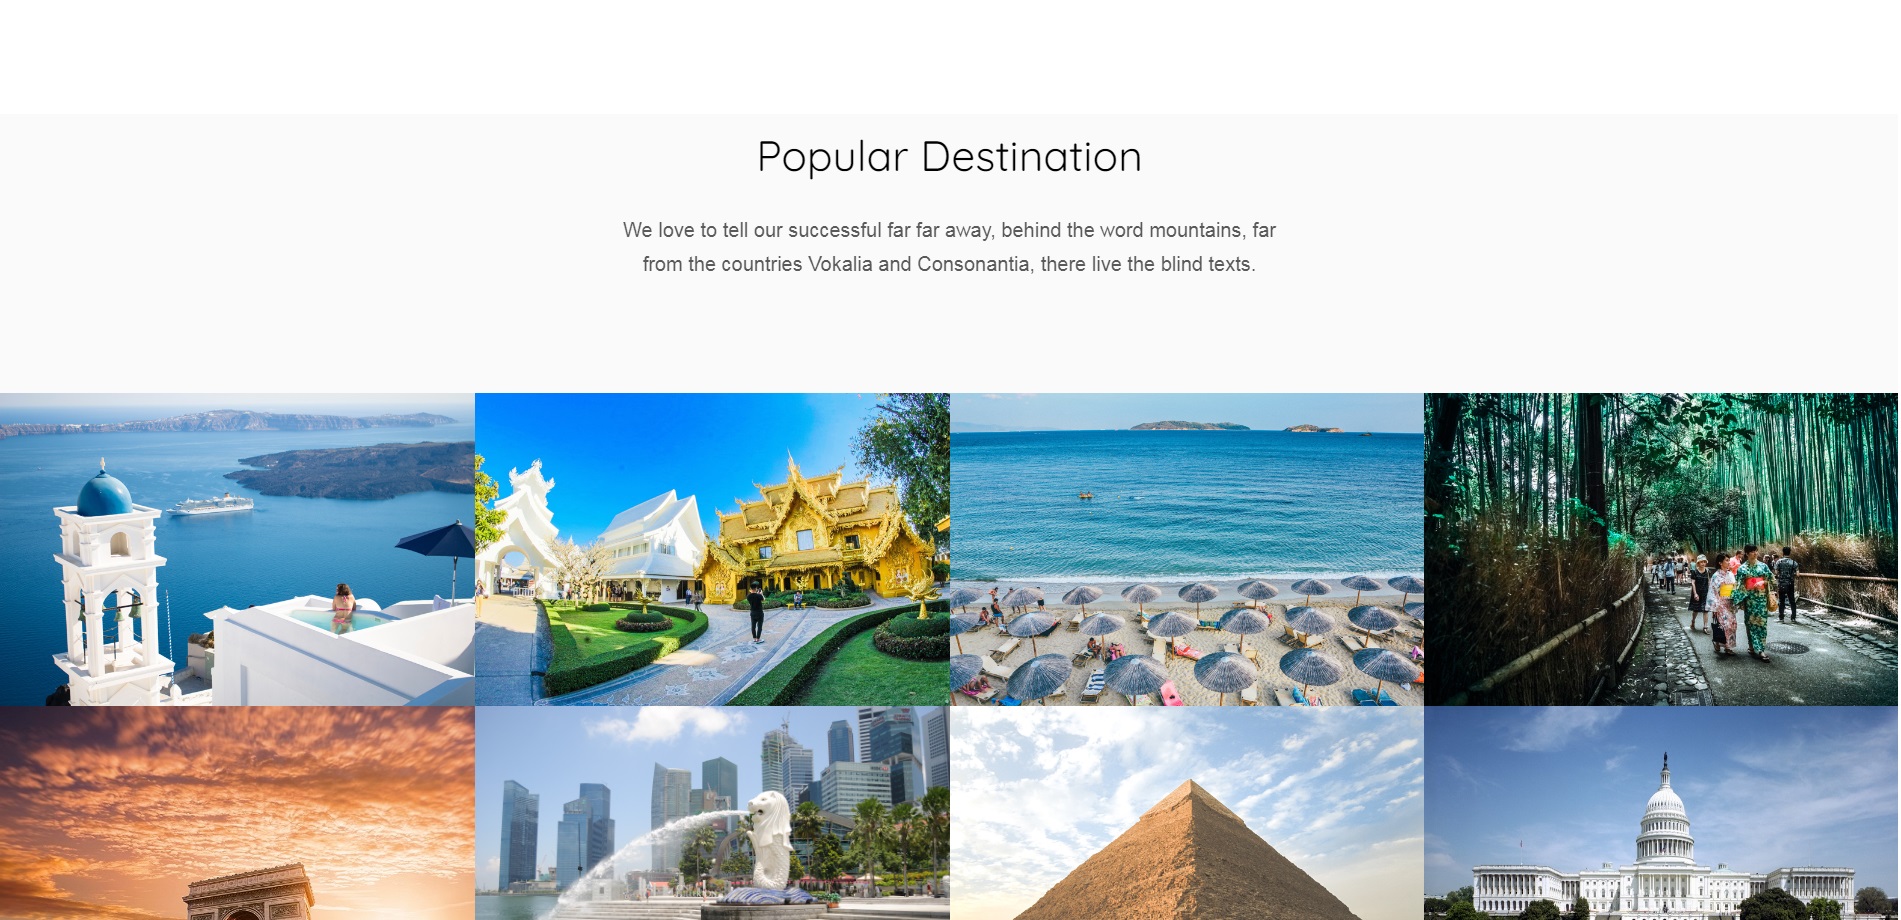 Popular Destination
We love to tell our successful far far away, behind the word mountains, far
from the countries Vokalia and Consonantia, there live the blind texts.